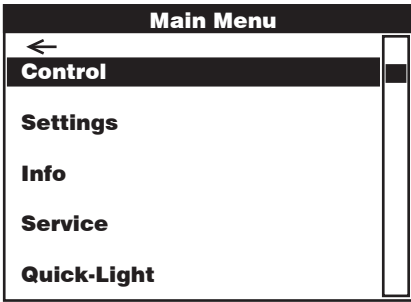 Main Menu
Control
Settings
Info
Service
Quick-Light